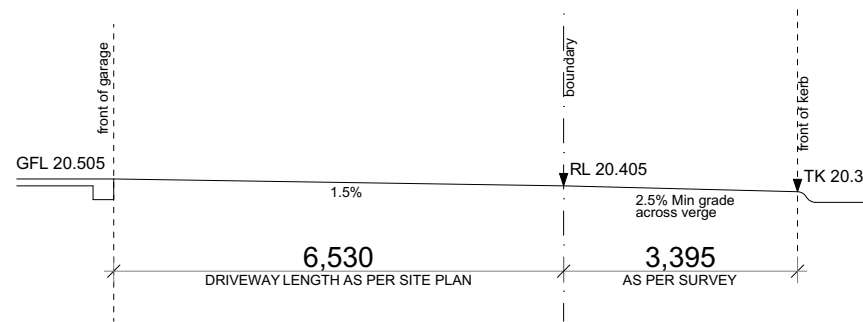 front of garage
boundary
front of kerb
GFL 20.505
RL 20.405
TK 20.3
1.5%
2.5% Min grade
across verge
6,530
3,395
DRIVEWAY LENGTH AS PER SITE PLAN
AS PER SURVEY